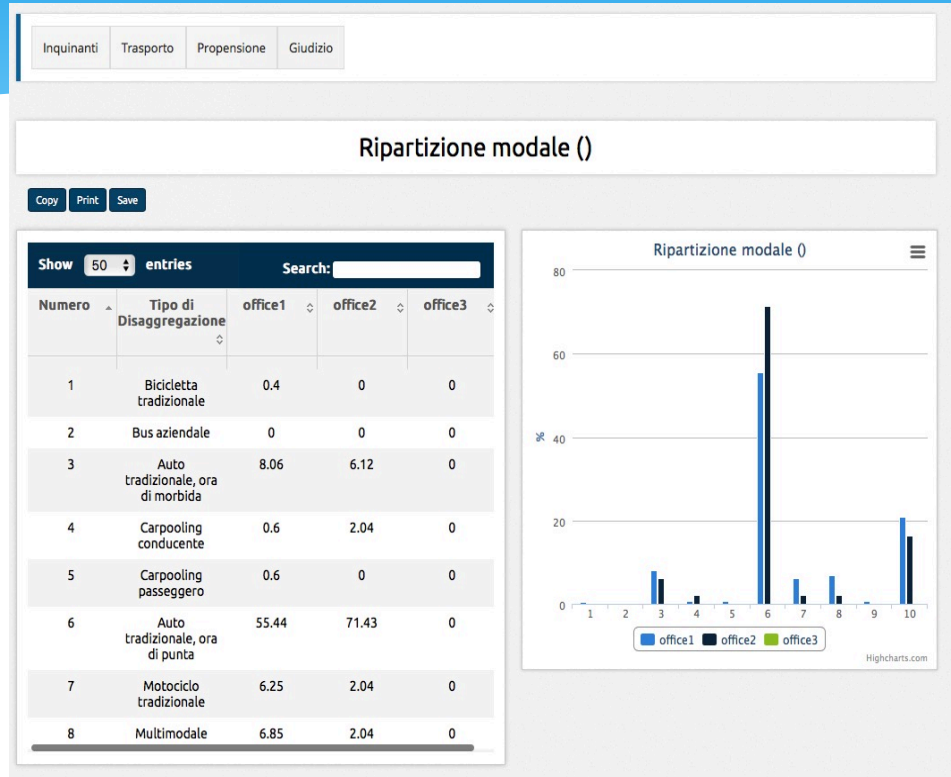 Inquinanti Trasporto Propensione Giudizio
Ripartizione modale ()
Copy Print Save
Show 50 entries Search:
Numero Tipo di Disaggregazione office1 office2 office3
1 Bicicletta tradizionale 0.4 0 0
2 Bus aziendale 0 0 0
3 Auto tradizionale, ora di morbida 8.06 6.12 0
4 Carpooling conducente 0.6 2.04 0
5 Carpooling passeggero 0.6 0 0
6 Auto tradizionale, ora di punta 55.44 71.43 0
7 Motociclo tradizionale 6.25 2.04 0
8 Multimodale 6.85 2.04 0
Ripartizione modale ()
80
60
% 40
20
0
1 2 3 4 5 6 7 8 9 10
office1 office2 office3
Highcharts.com